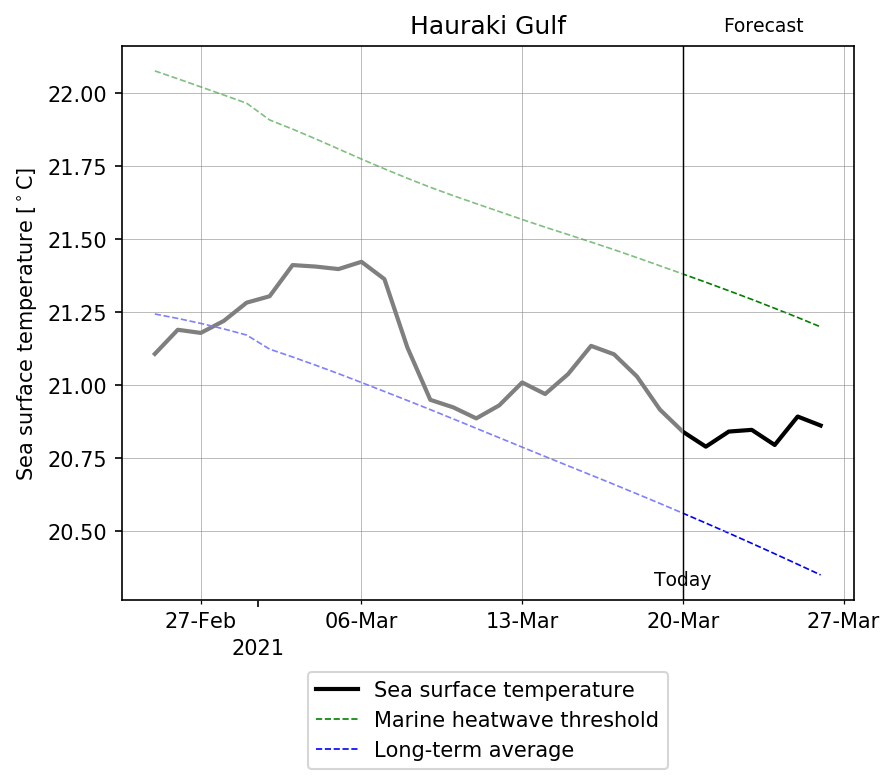 Hauraki Gulf
Forecast
Sea surface temperature [°C]
22.00
21.75
21.50
21.25
21.00
20.75
20.50
Today
27-Feb
06-Mar
13-Mar
20-Mar
27-Mar
2021
Sea surface temperature
Marine heatwave threshold
Long-term average